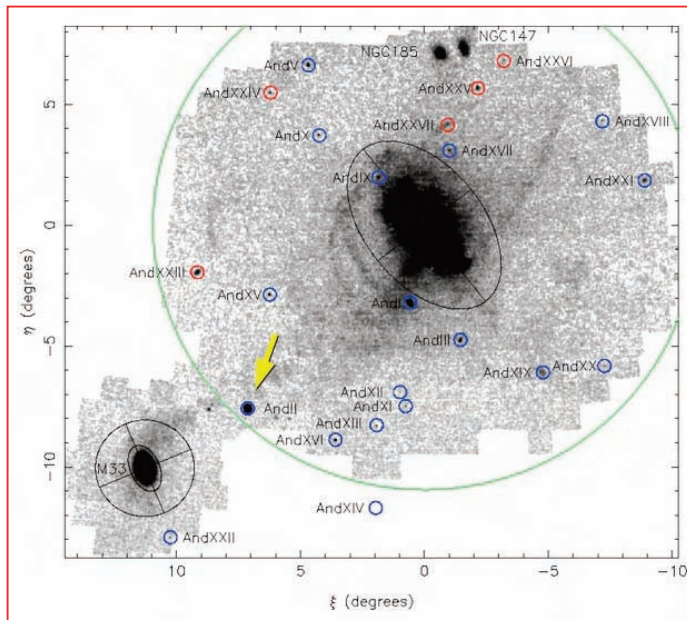 NGC147
NGC185
AndXXVI
AndV
AndXXV
AndXXIV
AndXXVII
AndXVIII
AndX
AndXVII
AndIX
AndXXI
AndXXIII
AndXV
AndI
AndIII
AndXX
AndXIX
AndXII
AndXI
AndII
AndXIII
AndXVI
M33
AndXIV
AndXXII
5
0
-5
-10
η (degrees)
10
5
0
-5
-10
ξ (degrees)